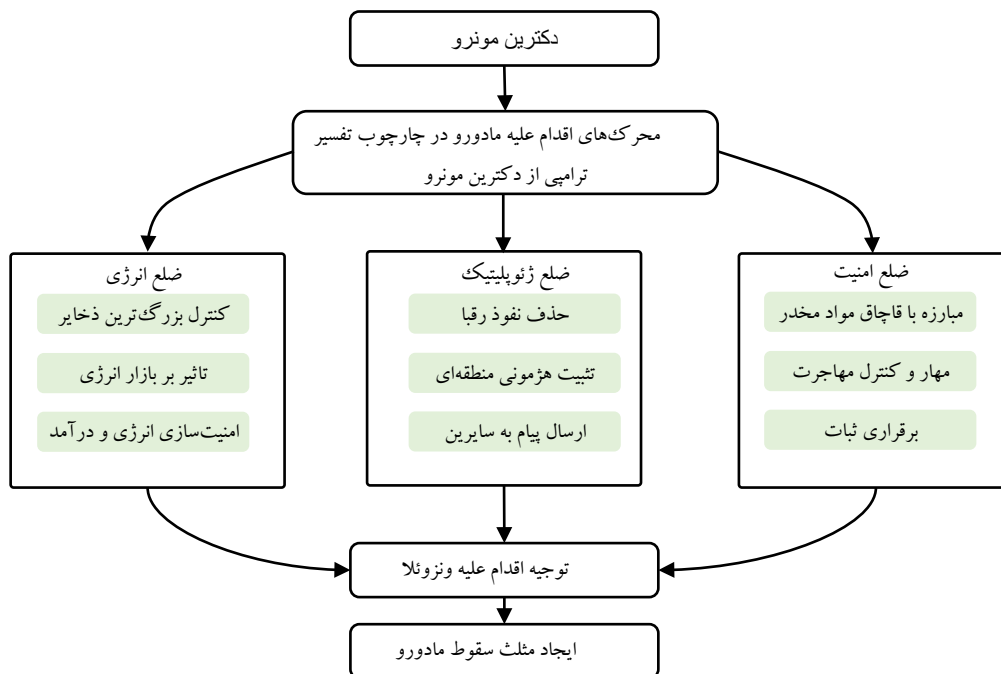 دکترین مونرو
محرک‌های اقدام علیه مادورو در چارچوب تفسیر
ترامپی از دکترین مونرو
ضلع امنیت
مبارزه با قاچاق مواد مخدر
مهار و کنترل مهاجرت
برقراری ثبات
ضلع ژئوپلیتیک
حذف نفوذ رقبا
تثبیت هژمونی منطقه‌ای
ارسال پیام به سایرین
ضلع انرژی
کنترل بزرگ‌ترین ذخایر
تاثیر بر بازار انرژی
امنیت‌سازی انرژی و درآمد
توجیه اقدام علیه ونزوئلا
ایجاد مثلث سقوط مادورو